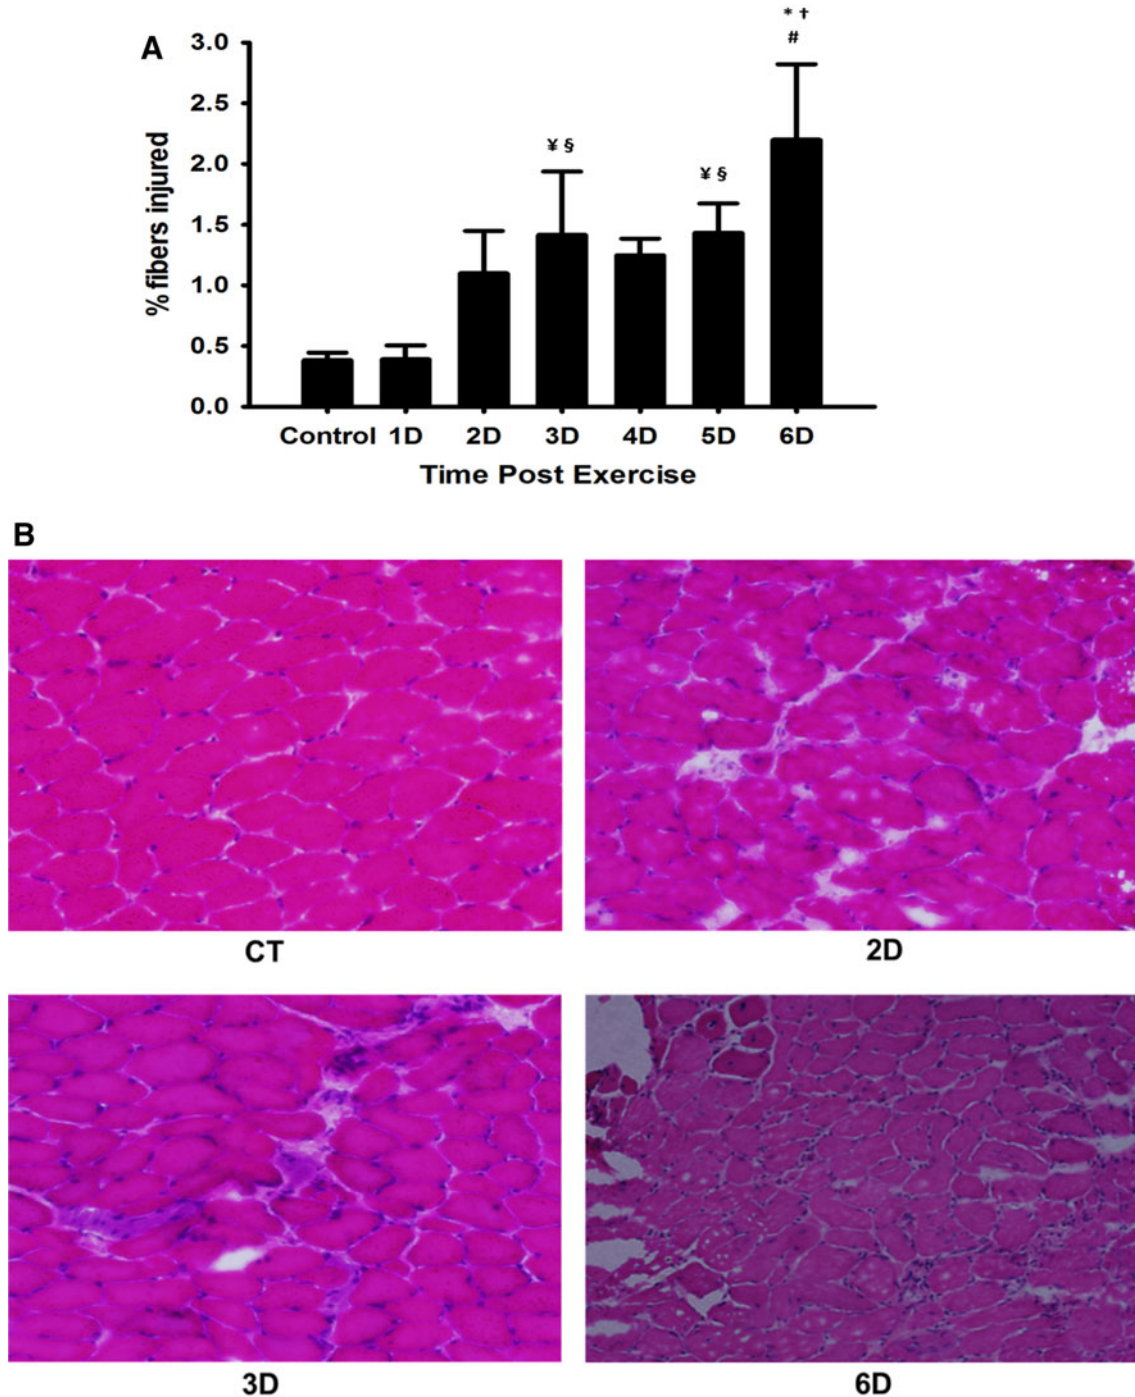 A
* †
#
3.0
2.5
¥ §
2.0
¥ §
1.5
1.0
0.5
0.0
% fibers injured
Control 1D 2D 3D 4D 5D 6D
Time Post Exercise
B
CT 2D
3D 6D